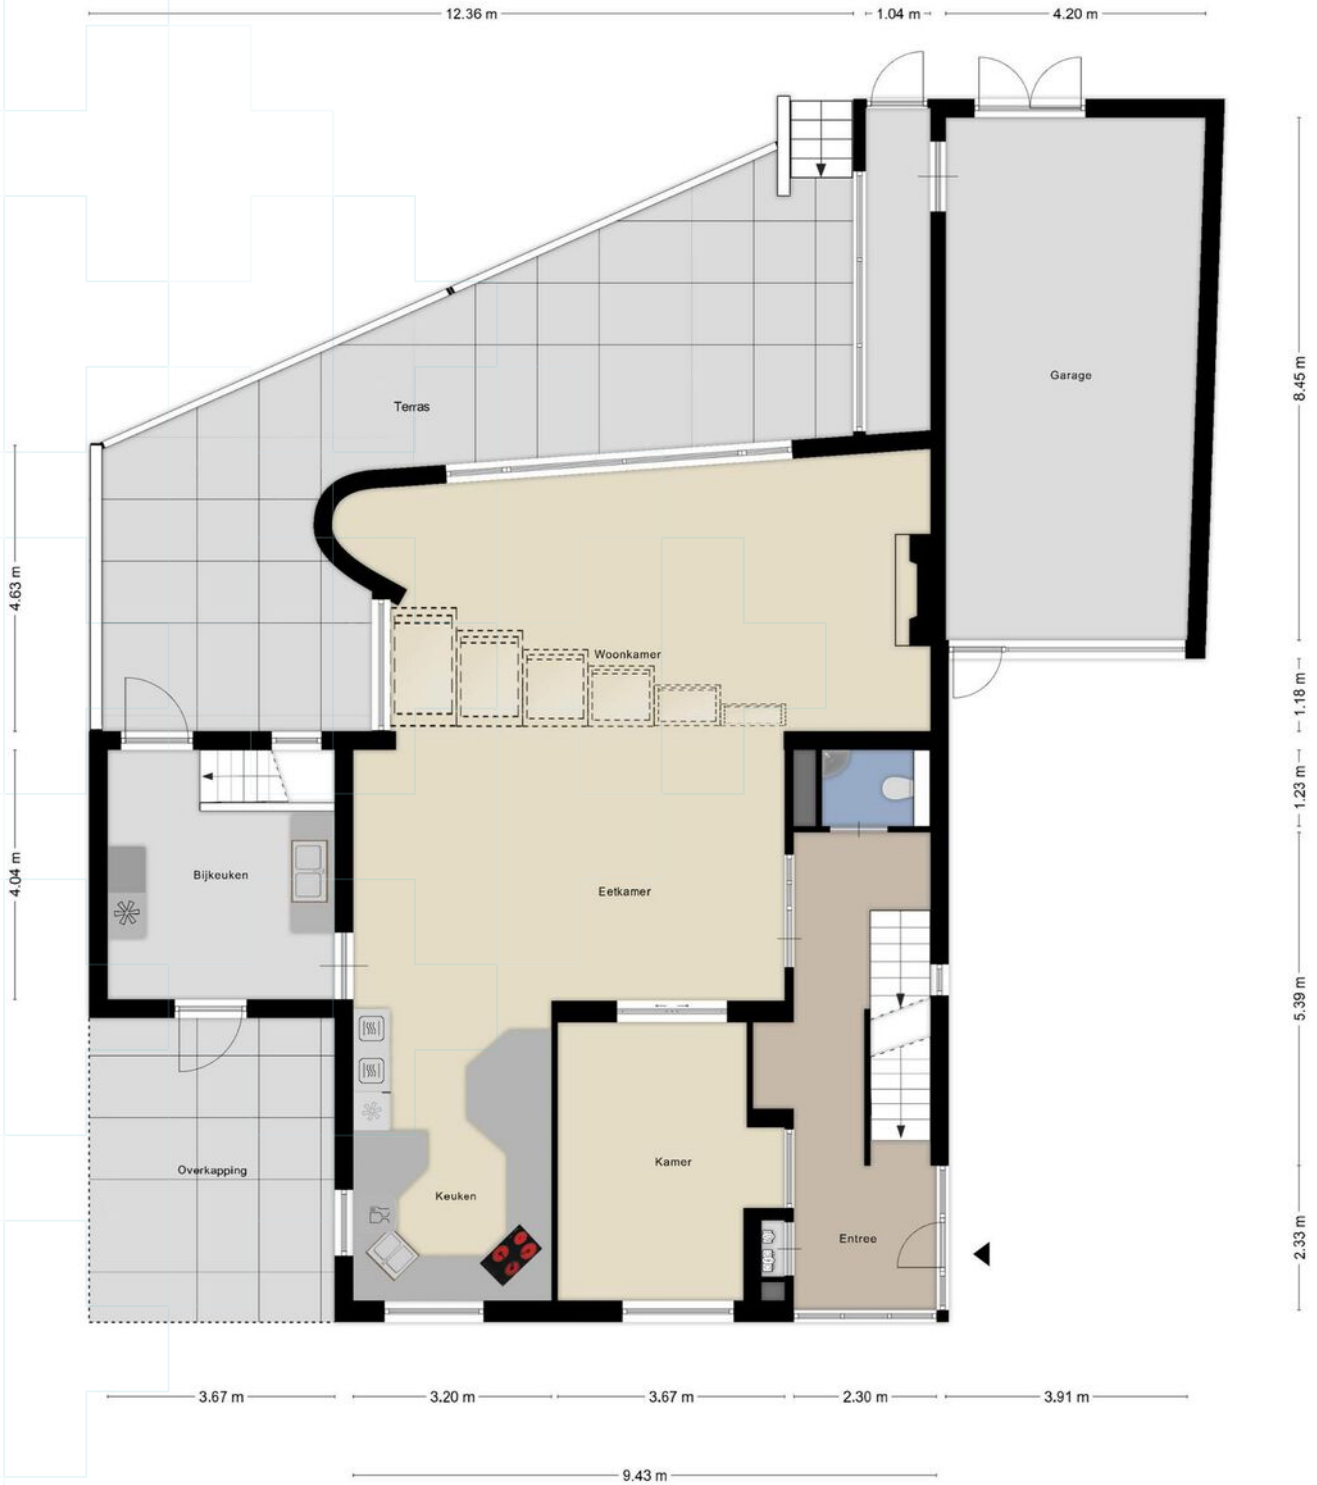 12.36 m
1.04 m
4.20 m
Garage
8.45 m
Terras
4.63 m
Woonkamer
1.18 m
1.23 m
Bijkeuken
4.04 m
Eetkamer
5.39 m
Overkapping
Kamer
Keuken
Entree
2.33 m
3.67 m
3.20 m
3.67 m
2.30 m
3.91 m
9.43 m